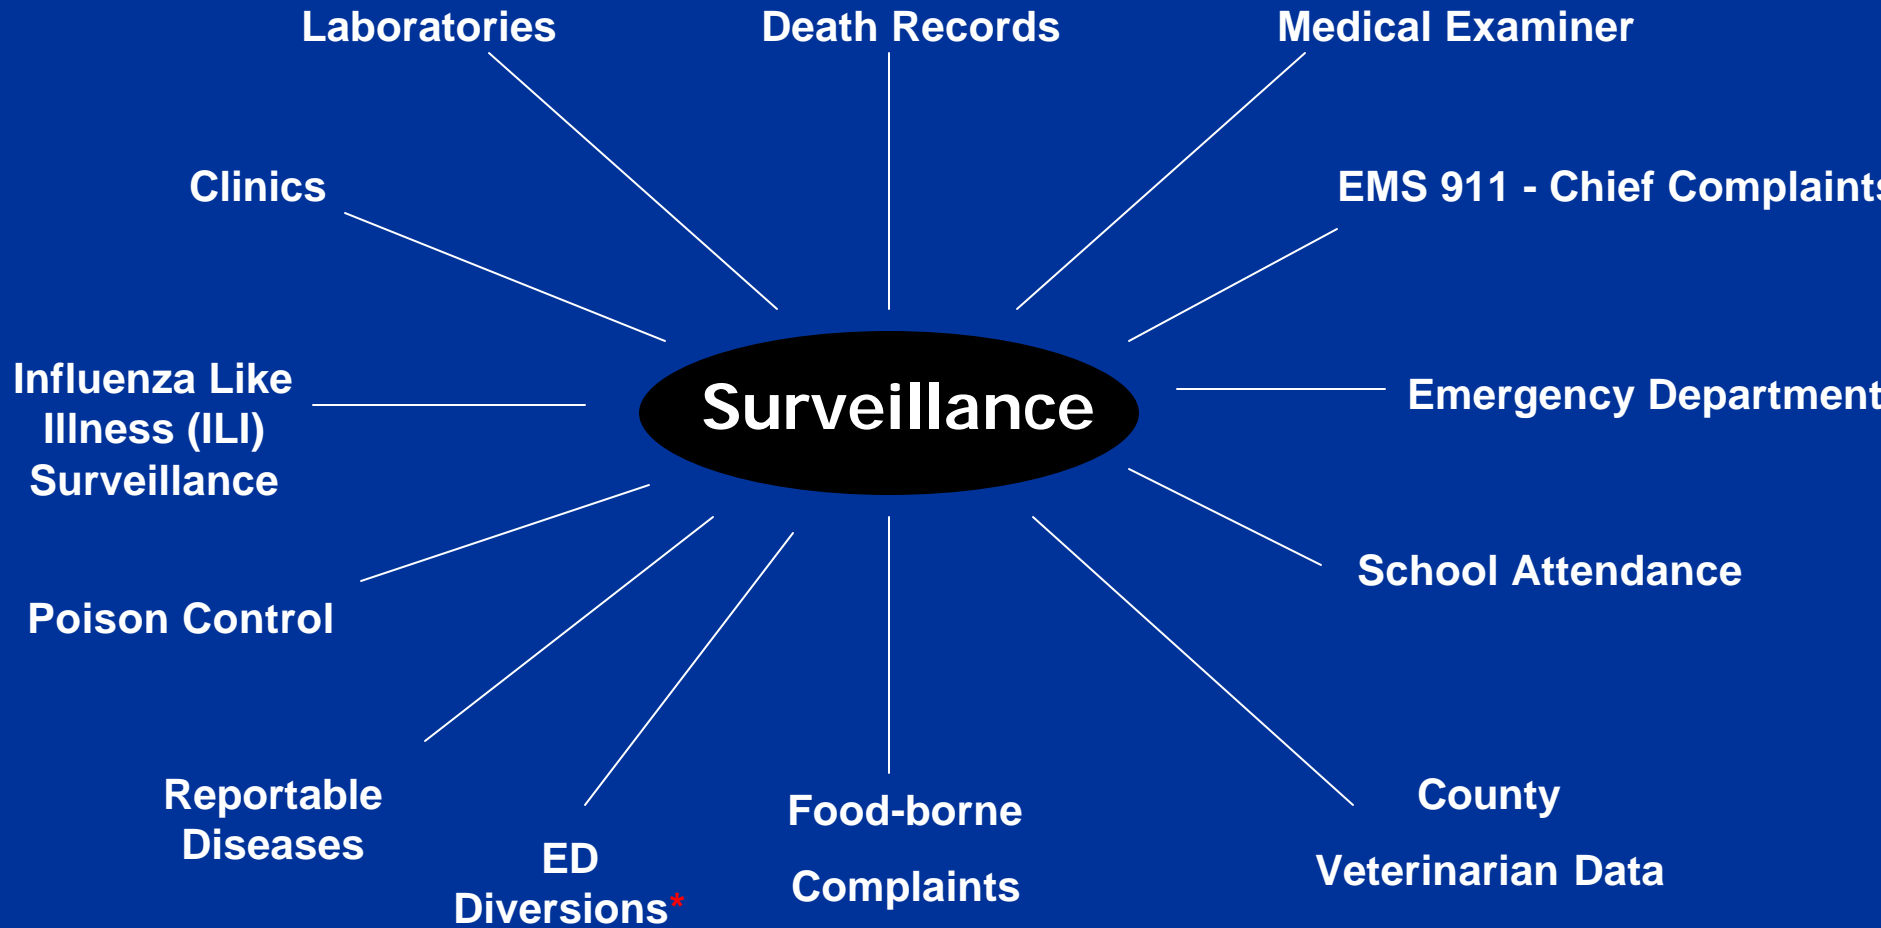 Laboratories
Death Records
Medical Examiner
Clinics
EMS 911 - Chief Complaints
Influenza Like
Illness (ILI)
Surveillance
Surveillance
Emergency Department
Poison Control
School Attendance
Reportable
Diseases
ED
Diversions*
Food-borne
Complaints
County
Veterinarian Data